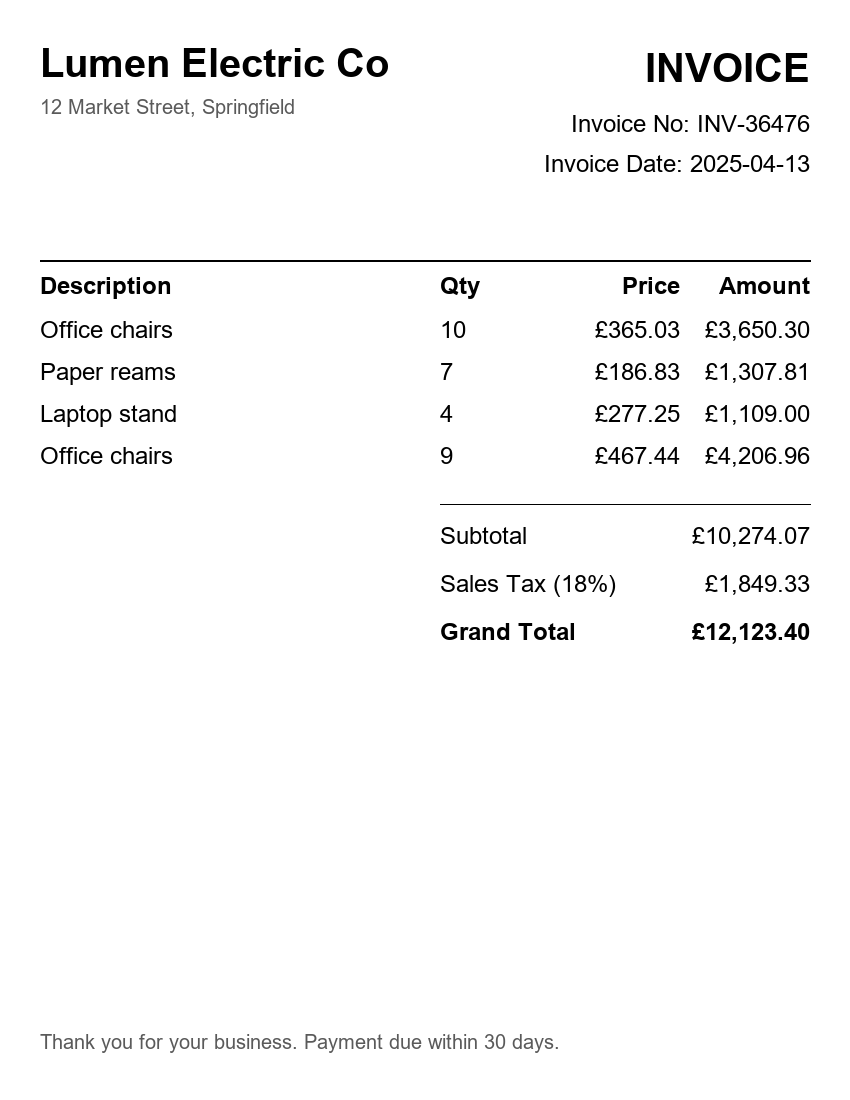 Lumen Electric Co
12 Market Street, Springfield
INVOICE
Invoice No: INV-36476
Invoice Date: 2025-04-13
Description Qty Price Amount
Office chairs 10 £365.03 £3,650.30
Paper reams 7 £186.83 £1,307.81
Laptop stand 4 £277.25 £1,109.00
Office chairs 9 £467.44 £4,206.96
Subtotal £10,274.07
Sales Tax (18%) £1,849.33
Grand Total £12,123.40
Thank you for your business. Payment due within 30 days.